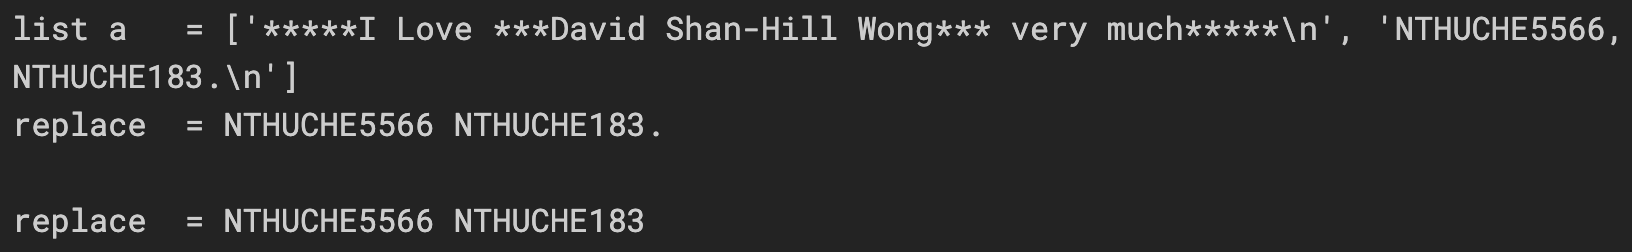 list a   = ['*****I Love ***David Shan-Hill Wong*** very much*****\n', 'NTHUCHE5566,
NTHUCHE183.\n']
replace  = NTHUCHE5566 NTHUCHE183.
replace  = NTHUCHE5566 NTHUCHE183